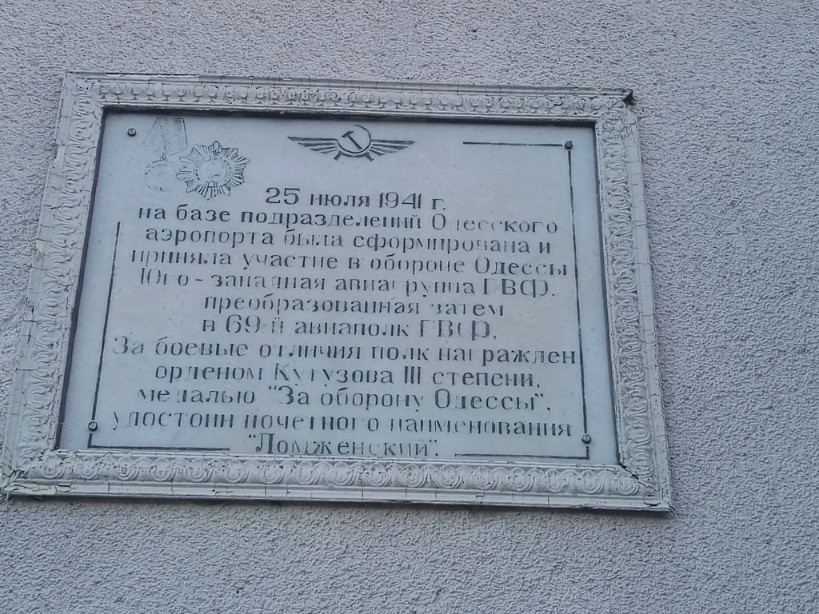 25 июля 1941 г.
на базе подразделений Одесского
аэропорта была сформирована и
приняла участие в обороне Одессы
Юго-западная авиагруппа ГВФ,
преобразованная затем
в 69-й авиаполк ГВФ.
За боевые отличия полк награжден
орденом Кутузова III степени,
медалью "За оборону Одессы",
удостоин почетного наименования
"Ломженский".